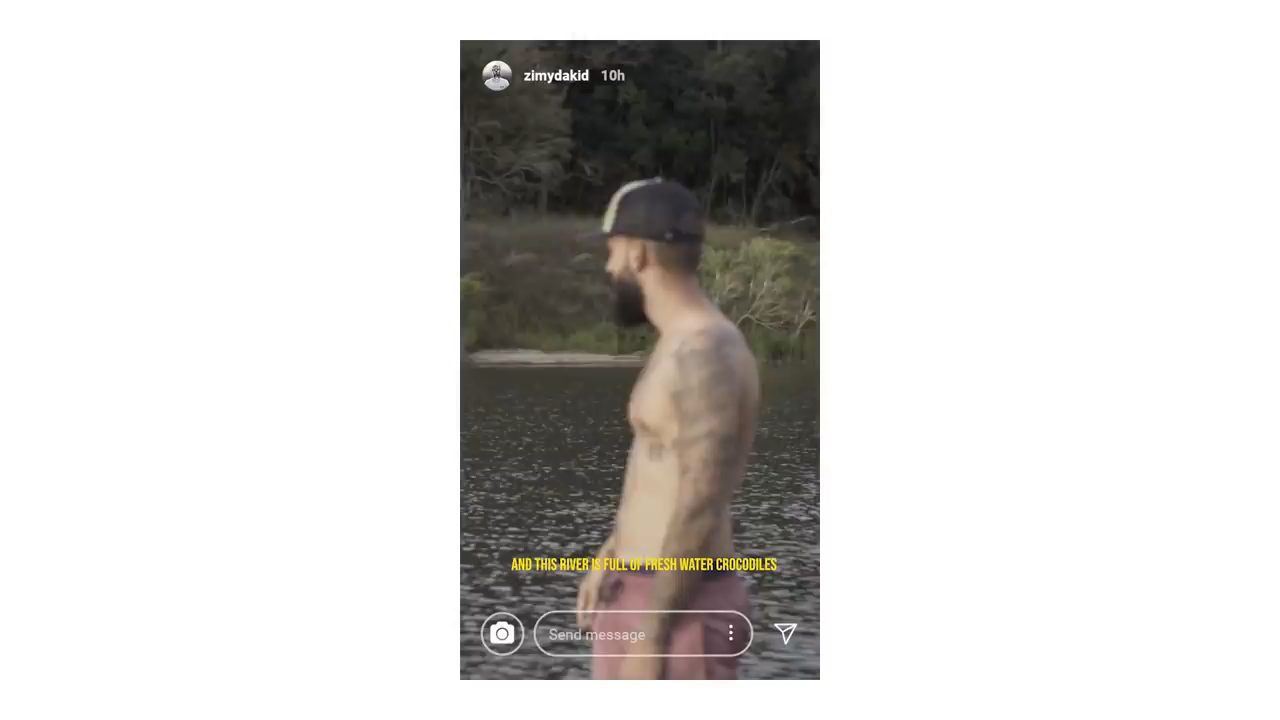 zimydakid 10h
AND THIS RIVER IS FULL OF FRESH WATER CROCODILES
Send message